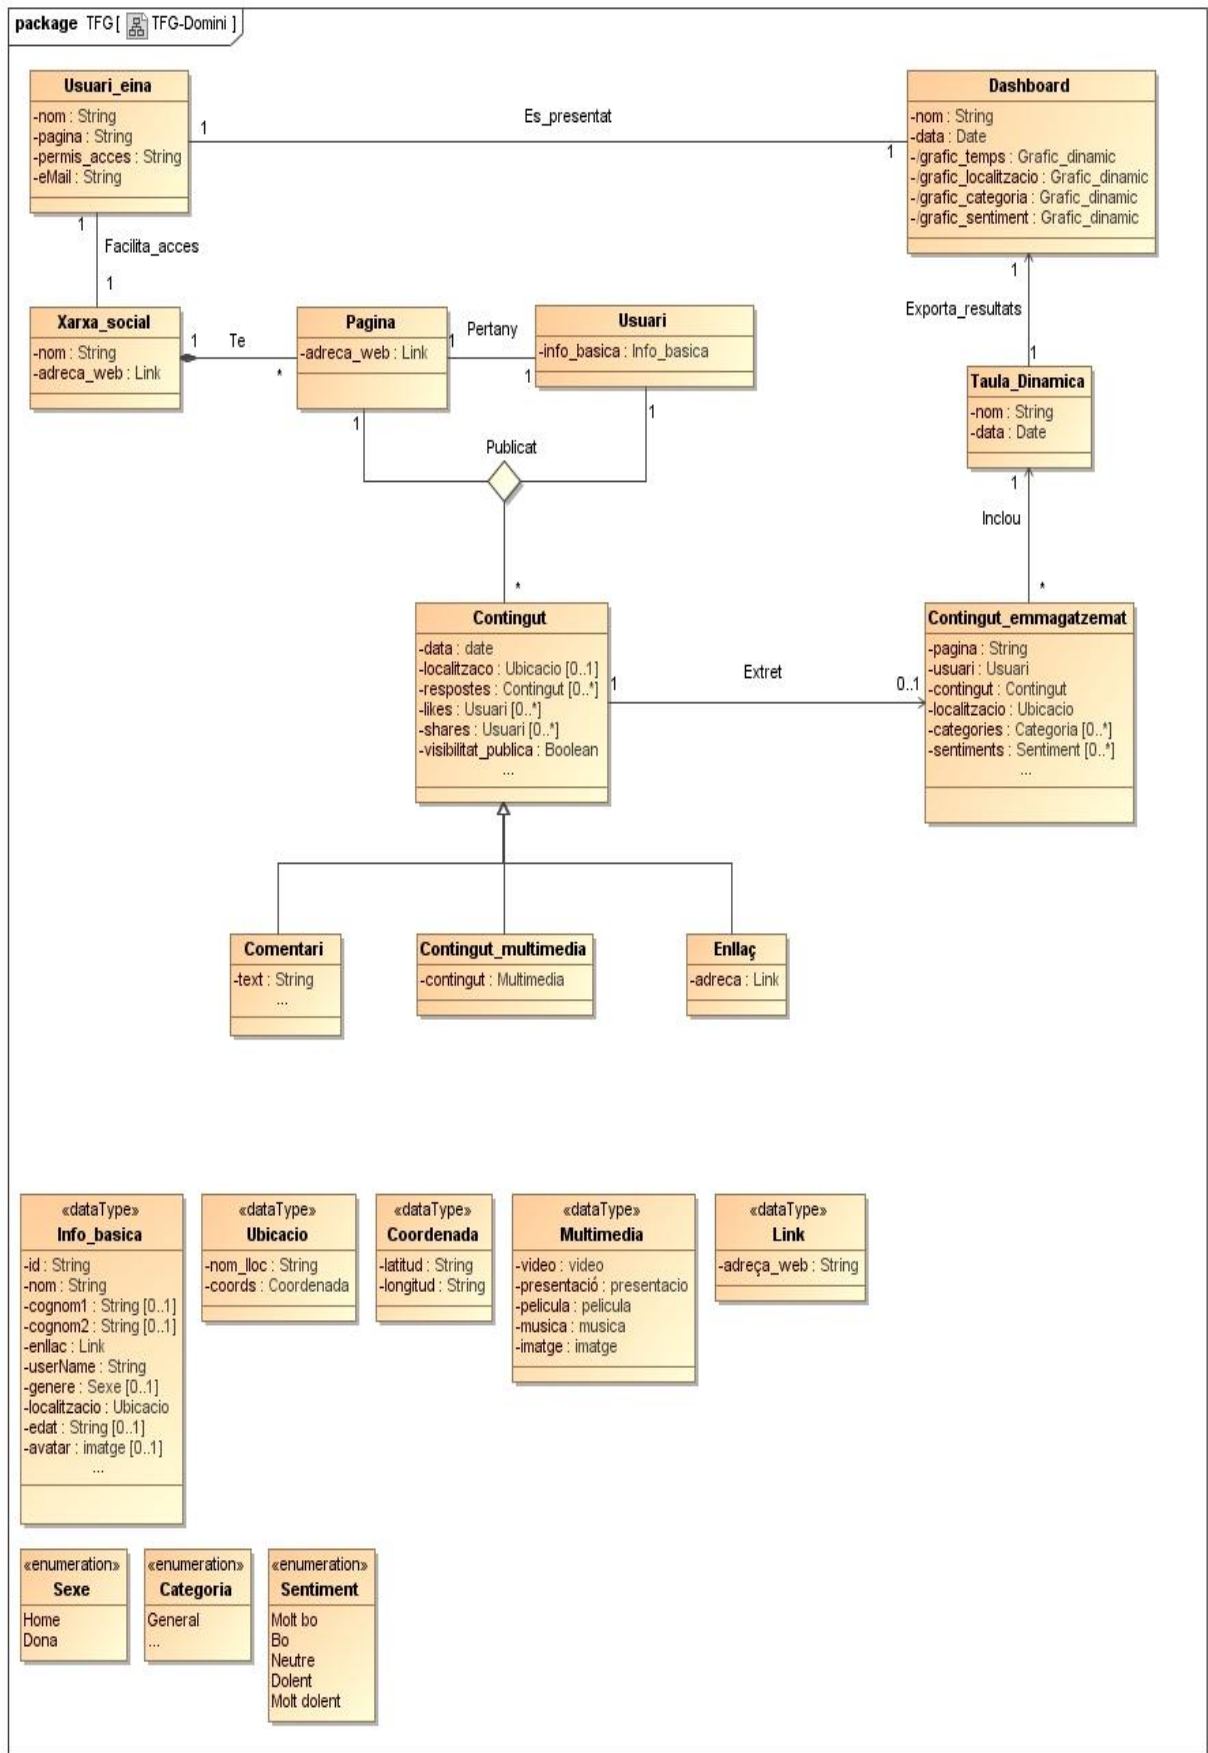 package TFG [ TFG-Domini ]
Usuari_eina
-nom : String
-pagina : String
-permis_acces : String
-eMail : String
1
Es_presentat
1
Dashboard
-nom : String
-data : Date
-/grafic_temps : Grafic_dinamic
-/grafic_localitzacio : Grafic_dinamic
-/grafic_categoria : Grafic_dinamic
-/grafic_sentiment : Grafic_dinamic
1
Facilita_acces
1
Xarxa_social
-nom : String
-adreca_web : Link
1
Te
*
Pagina
-adreca_web : Link
1
Pertany
1
Usuari
-info_basica : Info_basica
1
Exporta_resultats
1
Taula_Dinamica
-nom : String
-data : Date
1
1
Publicat
*
1
Inclou
*
Contingut
-data : date
-localitzaco : Ubicacio [0..1]
-respostes : Contingut [0..*]
-likes : Usuari [0..*]
-shares : Usuari [0..*]
-visibilitat_publica : Boolean
...
1
Extret
0..1
Contingut_emmagatzemat
-pagina : String
-usuari : Usuari
-contingut : Contingut
-localitzacio : Ubicacio
-categories : Categoria [0..*]
-sentiments : Sentiment [0..*]
...
Comentari
-text : String
...
Contingut_multimedia
-contingut : Multimedia
Enllaç
-adreca : Link
«dataType»
Info_basica
-id : String
-nom : String
-cognom1 : String [0..1]
-cognom2 : String [0..1]
-enllac : Link
-userName : String
-genere : Sexe [0..1]
-localitzacio : Ubicacio
-edat : String [0..1]
-avatar : imatge [0..1]
...
«dataType»
Ubicacio
-nom_lloc : String
-coords : Coordenada
«dataType»
Coordenada
-latitud : String
-longitud : String
«dataType»
Multimedia
-video : video
-presentació : presentacio
-pelicula : pelicula
-musica : musica
-imatge : imatge
«dataType»
Link
-adreça_web : String
«enumeration»
Sexe
Home
Dona
«enumeration»
Categoria
General
...
«enumeration»
Sentiment
Molt bo
Bo
Neutre
Dolent
Molt dolent